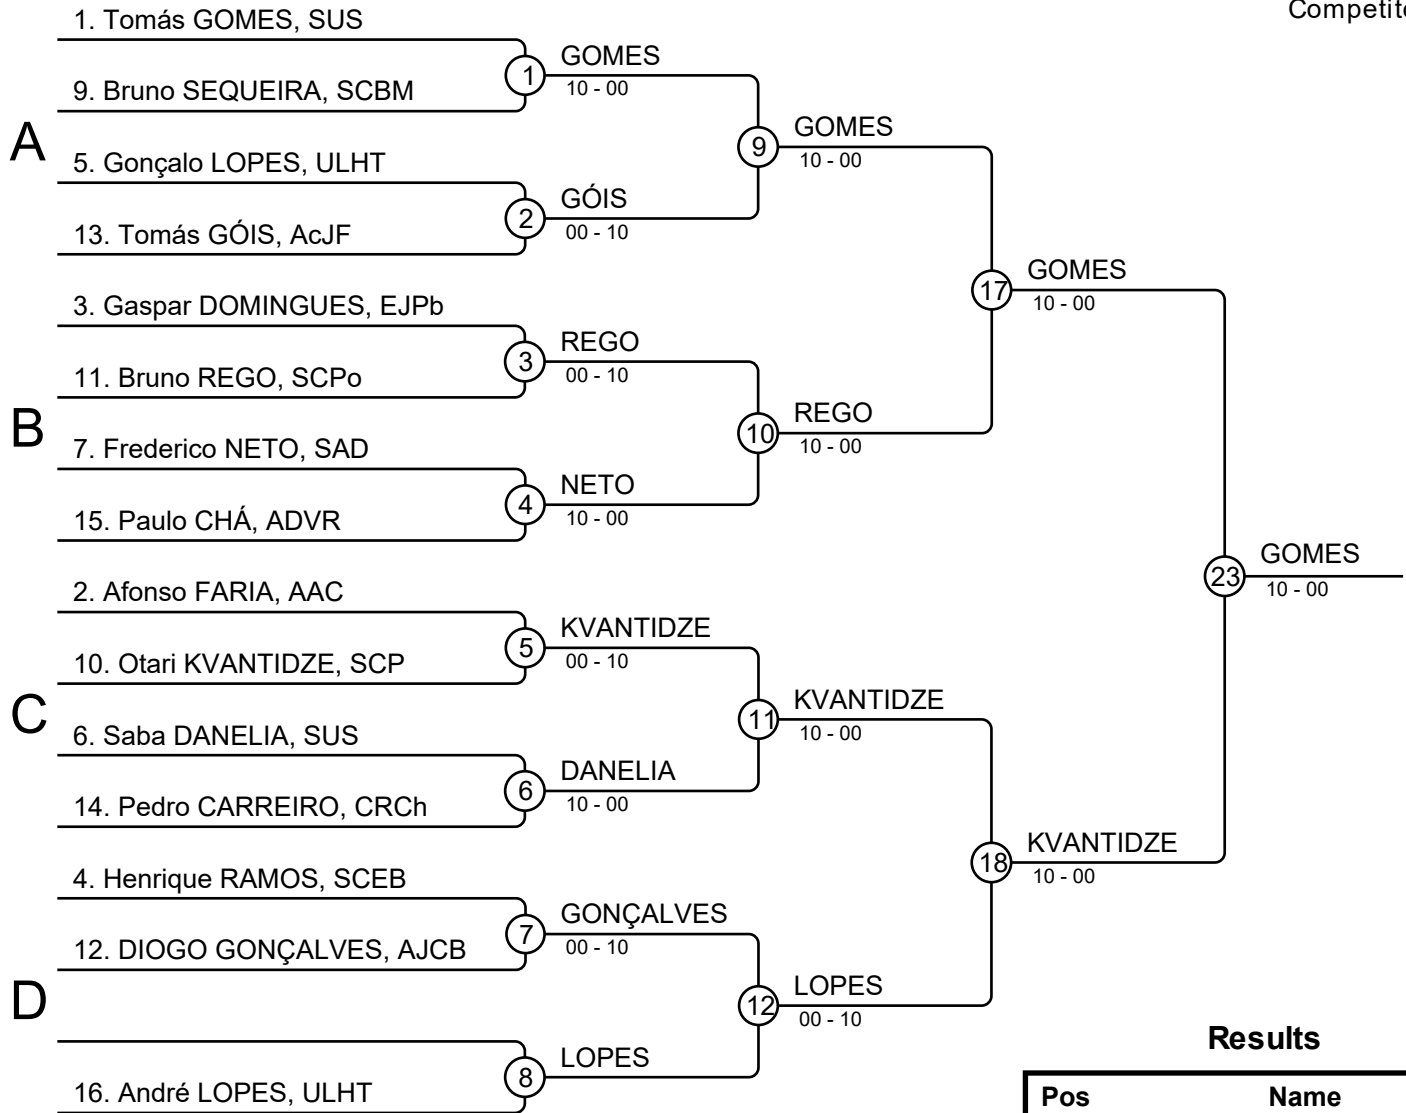 Competit
1. Tomás GOMES, SUS
9. Bruno SEQUEIRA, SCBM
1
GOMES
10 - 00
A
5. Gonçalo LOPES, ULHT
13. Tomás GÓIS, AcJF
2
GÓIS
00 - 10
9
GOMES
10 - 00
3. Gaspar DOMINGUES, EJPb
11. Bruno REGO, SCPo
3
REGO
00 - 10
B
7. Frederico NETO, SAD
15. Paulo CHÁ, ADVR
4
NETO
10 - 00
10
REGO
10 - 00
17
GOMES
10 - 00
2. Afonso FARIA, AAC
10. Otari KVANTIDZE, SCP
5
KVANTIDZE
00 - 10
C
6. Saba DANELIA, SUS
14. Pedro CARREIRO, CRCh
6
DANELIA
10 - 00
11
KVANTIDZE
10 - 00
4. Henrique RAMOS, SCEB
12. DIOGO GONÇALVES, AJCB
7
GONÇALVES
00 - 10
D
16. André LOPES, ULHT
8
LOPES
12
LOPES
00 - 10
18
KVANTIDZE
10 - 00
23
GOMES
10 - 00
Results
Pos Name